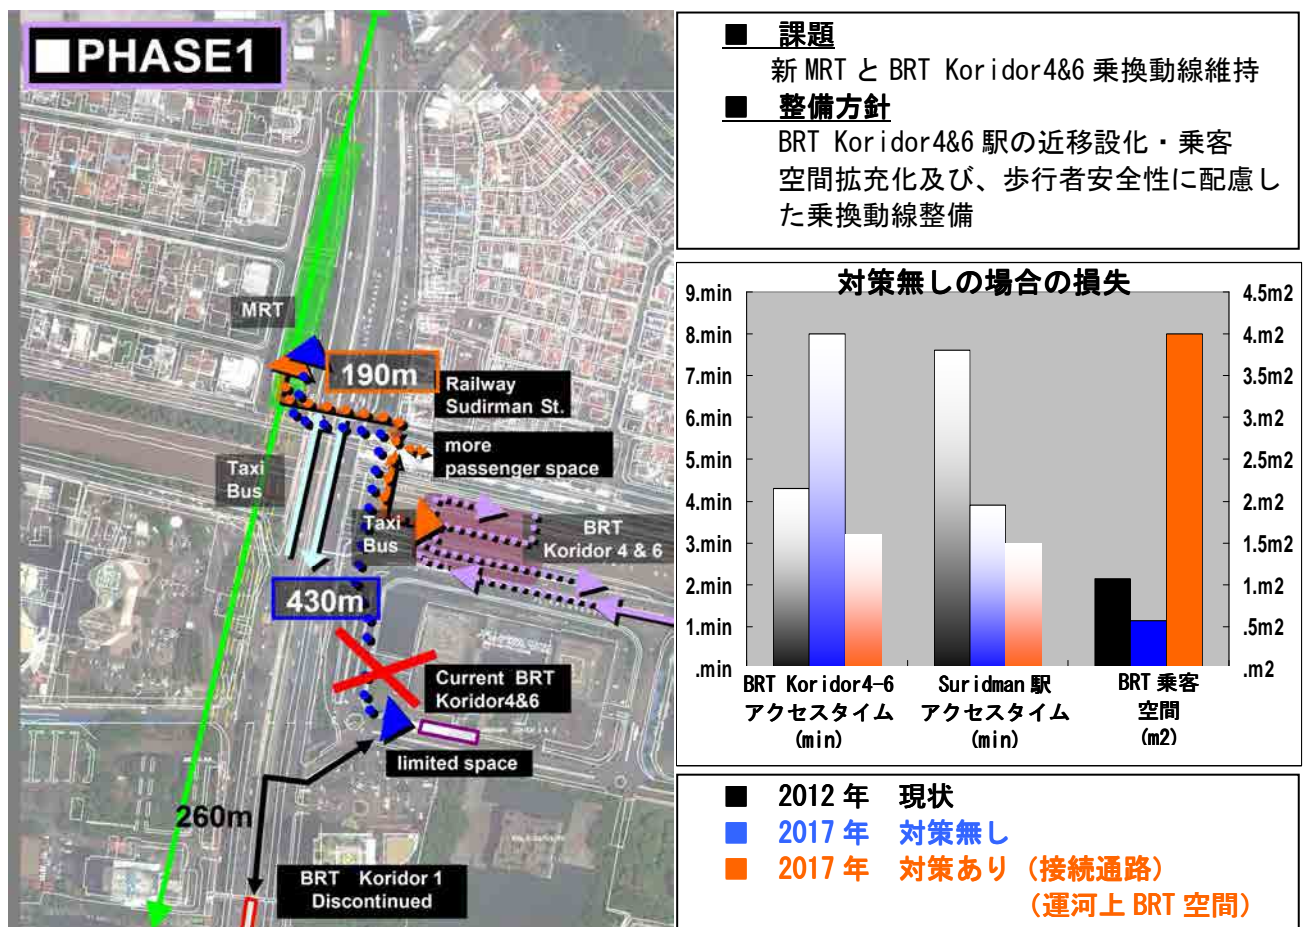 ■PHASE1
MRT
190m
Railway
Sudirman St.
more
passenger space
Taxi
Bus
Taxi
Bus
BRT
Koridor 4 & 6
430m
Current BRT
Koridor4&6
limited space
260m
BRT Koridor 1
Discontinued
■ 課題
新 MRT と BRT Koridor4&6 乗換動線維持
■ 整備方針
BRT Koridor4&6 駅の近移設化・乗客
空間拡充化及び、歩行者安全性に配慮し
た乗換動線整備
対策無しの場合の損失
9.min
8.min
7.min
6.min
5.min
4.min
3.min
2.min
1.min
.min
4.5m2
4.m2
3.5m2
3.m2
2.5m2
2.m2
1.5m2
1.m2
.5m2
.m2
BRT Koridor4-6
アクセスタイム
(min)
Suridman 駅
アクセスタイム
(min)
BRT 乗客
空間
(m2)
■ 2012 年 現状
■ 2017 年 対策無し
■ 2017 年 対策あり（接続通路）
（運河上 BRT 空間）